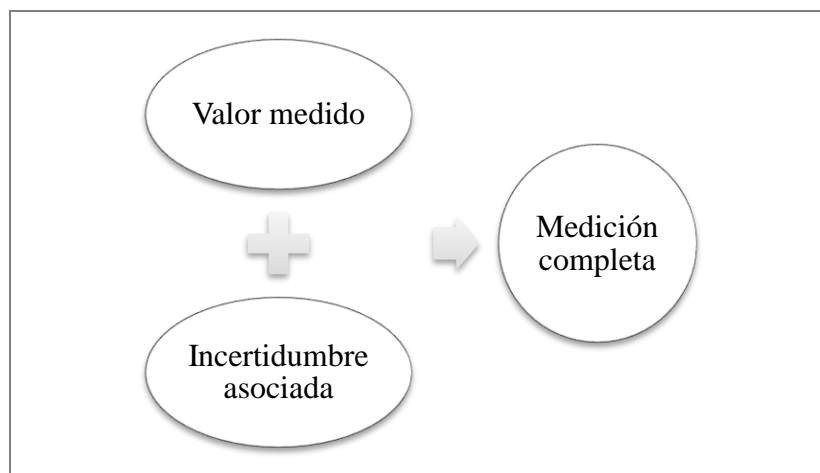 Valor medido
Incertidumbre
asociada
Medición
completa